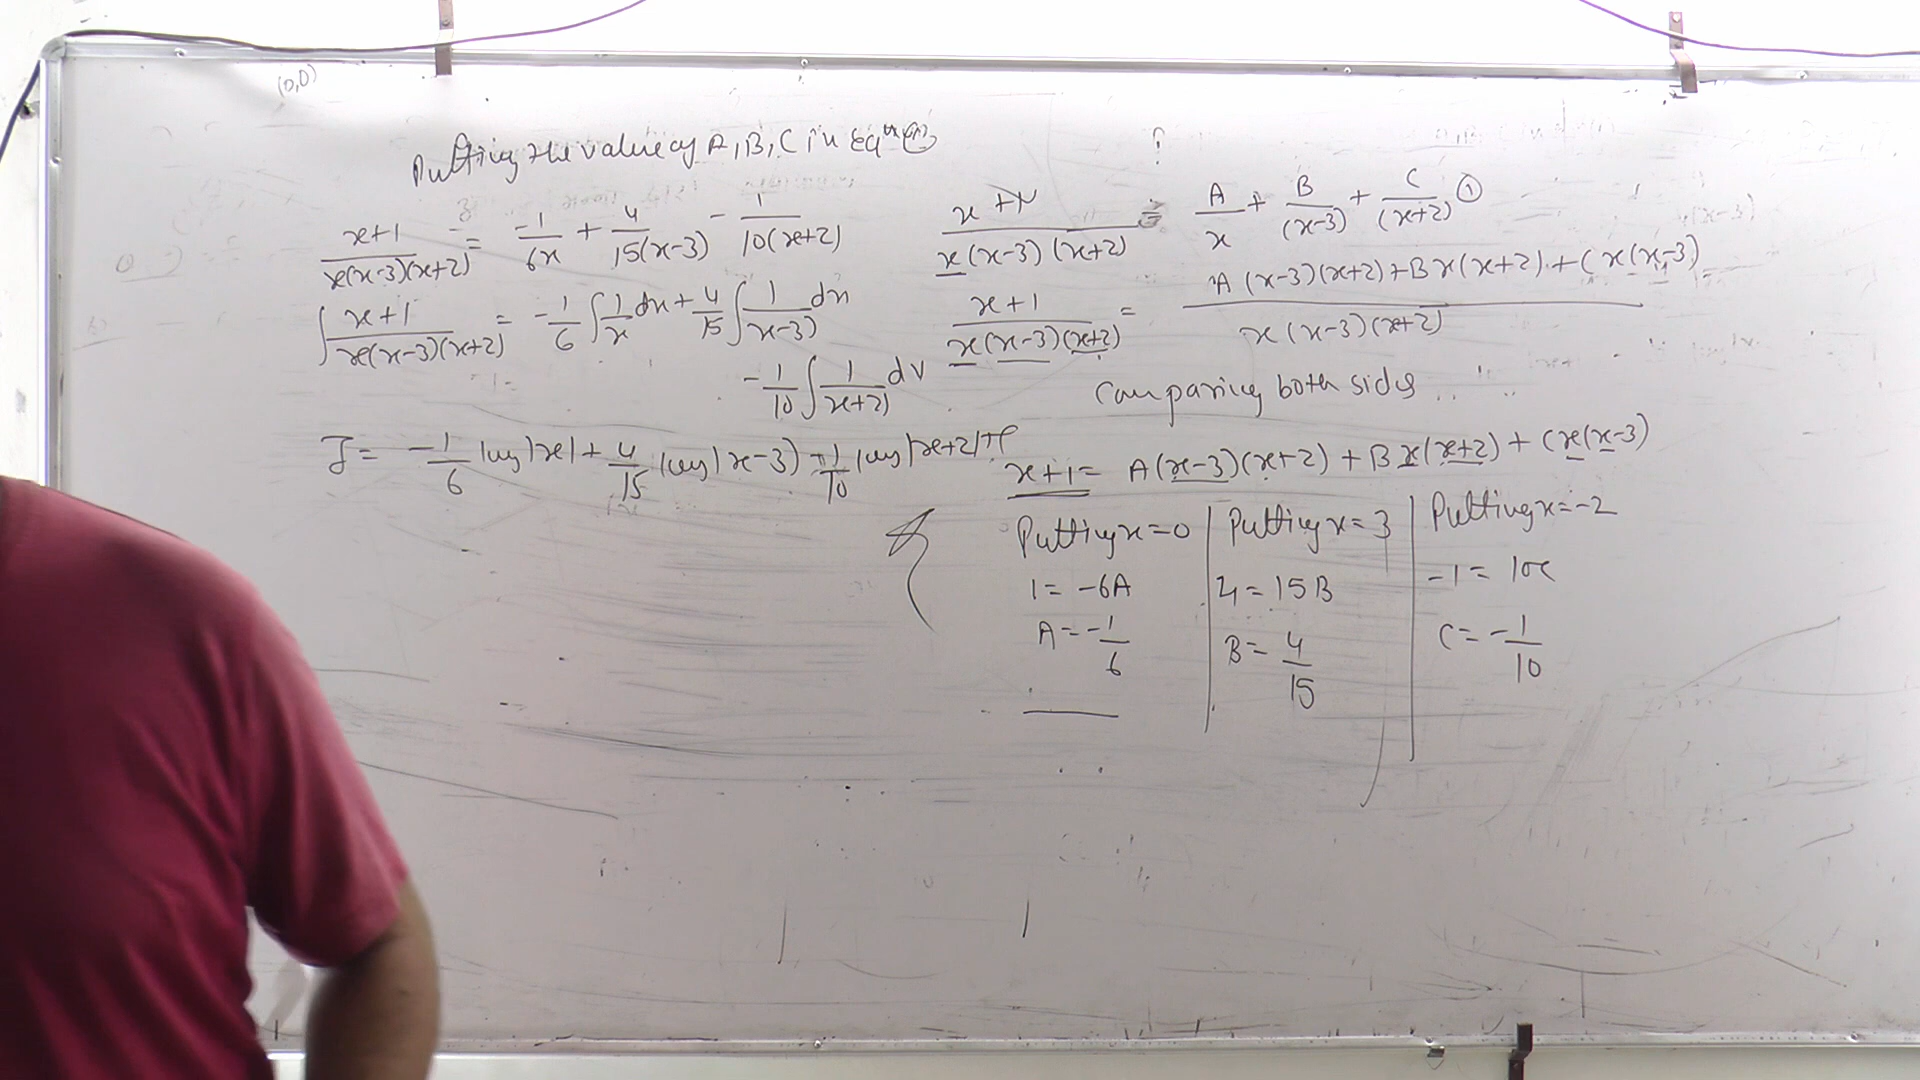 (0,0)
Putting the value of A, B, C in eqⁿ ①
x+1 / x(x-3)(x+2) = -1/6x + 4/15(x-3) - 1/10(x+2)
∫ x+1 / x(x-3)(x+2) = -1/6 ∫ 1/x dx + 4/15 ∫ 1/(x-3) dx
- 1/10 ∫ 1/(x+2) dx
I = -1/6 log|x| + 4/15 log|x-3) - 1/10 log|x+2|+C
x+1 / x(x-3)(x+2) = A/x + B/(x-3) + C/(x+2) ①
x+1 / x(x-3)(x+2) = A(x-3)(x+2)+Bx(x+2)+Cx(x-3) / x(x-3)(x+2)
Comparing both sides
x+1 = A(x-3)(x+2) + Bx(x+2) + Cx(x-3)
Putting x=0
1 = -6A
A = -1/6
Putting x=3
4 = 15B
B = 4/15
Putting x=-2
-1 = 10C
C = -1/10